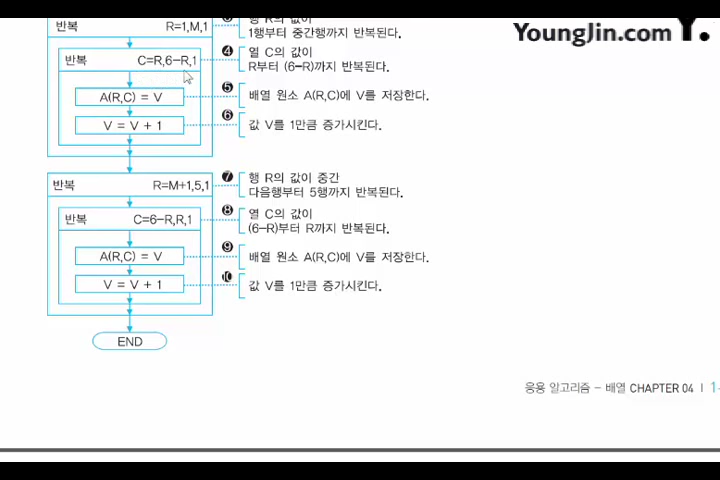 YoungJin.com Y.
반복 R=1,M,1
❸ 행 R의 값이
1행부터 중간행까지 반복된다.
반복 C=R,6-R,1
❹ 열 C의 값이
R부터 (6-R)까지 반복된다.
A(R,C) = V
❺ 배열 원소 A(R,C)에 V를 저장한다.
V = V + 1
❻ 값 V를 1만큼 증가시킨다.
반복 R=M+1,5,1
❼ 행 R의 값이 중간
다음행부터 5행까지 반복된다.
반복 C=6-R,R,1
❽ 열 C의 값이
(6-R)부터 R까지 반복된다.
A(R,C) = V
❾ 배열 원소 A(R,C)에 V를 저장한다.
V = V + 1
❿ 값 V를 1만큼 증가시킨다.
END
응용 알고리즘 - 배열 CHAPTER 04 | 1-